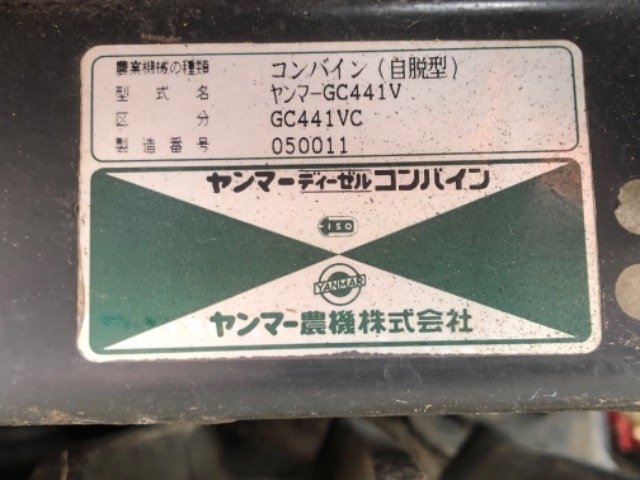 農業機械の種類 コンバイン(自脱型)
型式名 ヤンマーGC441V
区分 GC441VC
製造番号 050011
ヤンマーディーゼルコンバイン
ISO
YANMAR
ヤンマー農機株式会社